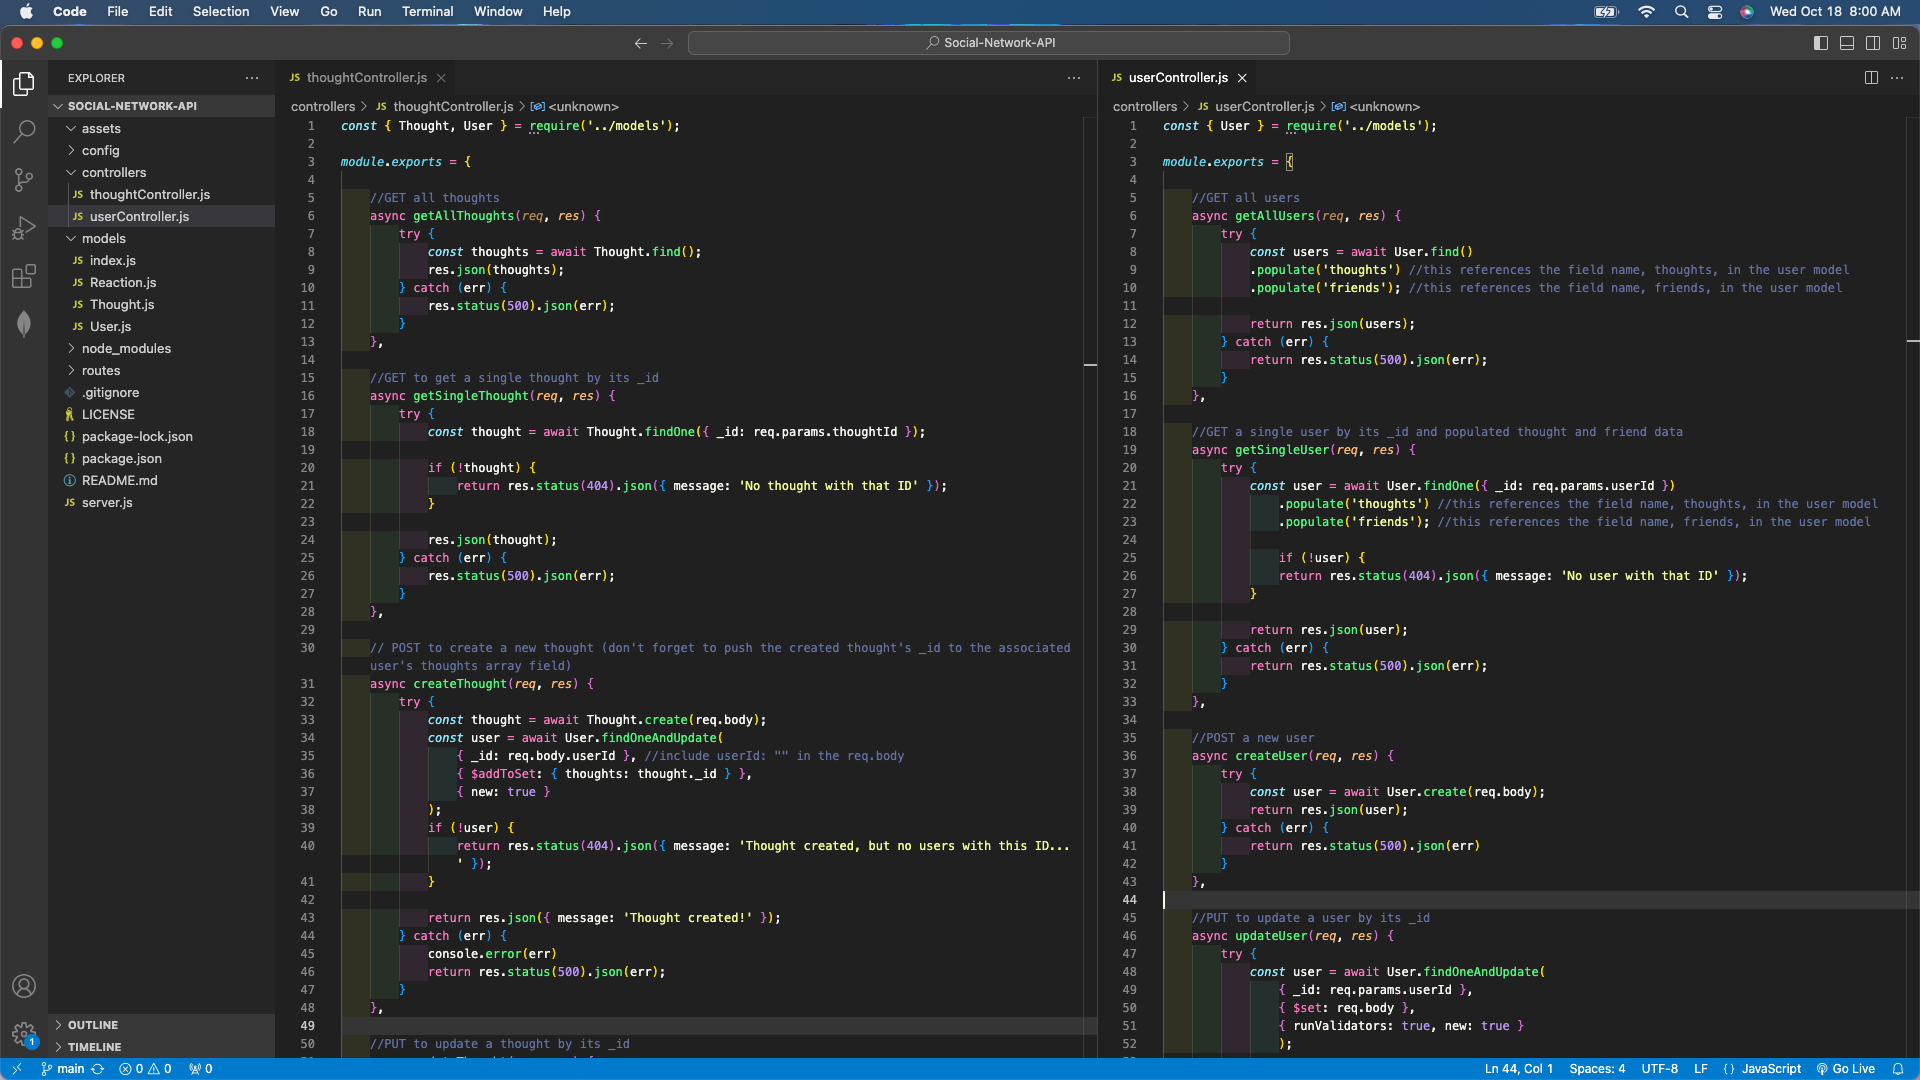 Code File Edit Selection View Go Run Terminal Window Help Wed Oct 18 8:00 AM
Social-Network-API
EXPLORER
SOCIAL-NETWORK-API
assets
config
controllers
JS thoughtController.js
JS userController.js
models
JS index.js
JS Reaction.js
JS Thought.js
JS User.js
node_modules
routes
.gitignore
LICENSE
{} package-lock.json
{} package.json
README.md
JS server.js
OUTLINE
TIMELINE
1
JS thoughtController.js
controllers > JS thoughtController.js > <unknown>
1 const { Thought, User } = require('../models');
2
3 module.exports = {
4
5 //GET all thoughts
6 async getAllThoughts(req, res) {
7 try {
8 const thoughts = await Thought.find();
9 res.json(thoughts);
10 } catch (err) {
11 res.status(500).json(err);
12 }
13 },
14
15 //GET to get a single thought by its _id
16 async getSingleThought(req, res) {
17 try {
18 const thought = await Thought.findOne({ _id: req.params.thoughtId });
19
20 if (!thought) {
21 return res.status(404).json({ message: 'No thought with that ID' });
22 }
23
24 res.json(thought);
25 } catch (err) {
26 res.status(500).json(err);
27 }
28 },
29
30 // POST to create a new thought (don't forget to push the created thought's _id to the associated
user's thoughts array field)
31 async createThought(req, res) {
32 try {
33 const thought = await Thought.create(req.body);
34 const user = await User.findOneAndUpdate(
35 { _id: req.body.userId }, //include userId: "" in the req.body
36 { $addToSet: { thoughts: thought._id } },
37 { new: true }
38 );
39 if (!user) {
40 return res.status(404).json({ message: 'Thought created, but no users with this ID...
' });
41 }
42
43 return res.json({ message: 'Thought created!' });
44 } catch (err) {
45 console.error(err)
46 return res.status(500).json(err);
47 }
48 },
49
50 //PUT to update a thought by its _id
JS userController.js
controllers > JS userController.js > <unknown>
1 const { User } = require('../models');
2
3 module.exports = {
4
5 //GET all users
6 async getAllUsers(req, res) {
7 try {
8 const users = await User.find()
9 .populate('thoughts') //this references the field name, thoughts, in the user model
10 .populate('friends'); //this references the field name, friends, in the user model
11
12 return res.json(users);
13 } catch (err) {
14 return res.status(500).json(err);
15 }
16 },
17
18 //GET a single user by its _id and populated thought and friend data
19 async getSingleUser(req, res) {
20 try {
21 const user = await User.findOne({ _id: req.params.userId })
22 .populate('thoughts') //this references the field name, thoughts, in the user model
23 .populate('friends'); //this references the field name, friends, in the user model
24
25 if (!user) {
26 return res.status(404).json({ message: 'No user with that ID' });
27 }
28
29 return res.json(user);
30 } catch (err) {
31 return res.status(500).json(err);
32 }
33 },
34
35 //POST a new user
36 async createUser(req, res) {
37 try {
38 const user = await User.create(req.body);
39 return res.json(user);
40 } catch (err) {
41 return res.status(500).json(err)
42 }
43 },
44
45 //PUT to update a user by its _id
46 async updateUser(req, res) {
47 try {
48 const user = await User.findOneAndUpdate(
49 { _id: req.params.userId },
50 { $set: req.body },
51 { runValidators: true, new: true }
52 );
main 0 0 0 Ln 44, Col 1 Spaces: 4 UTF-8 LF {} JavaScript Go Live